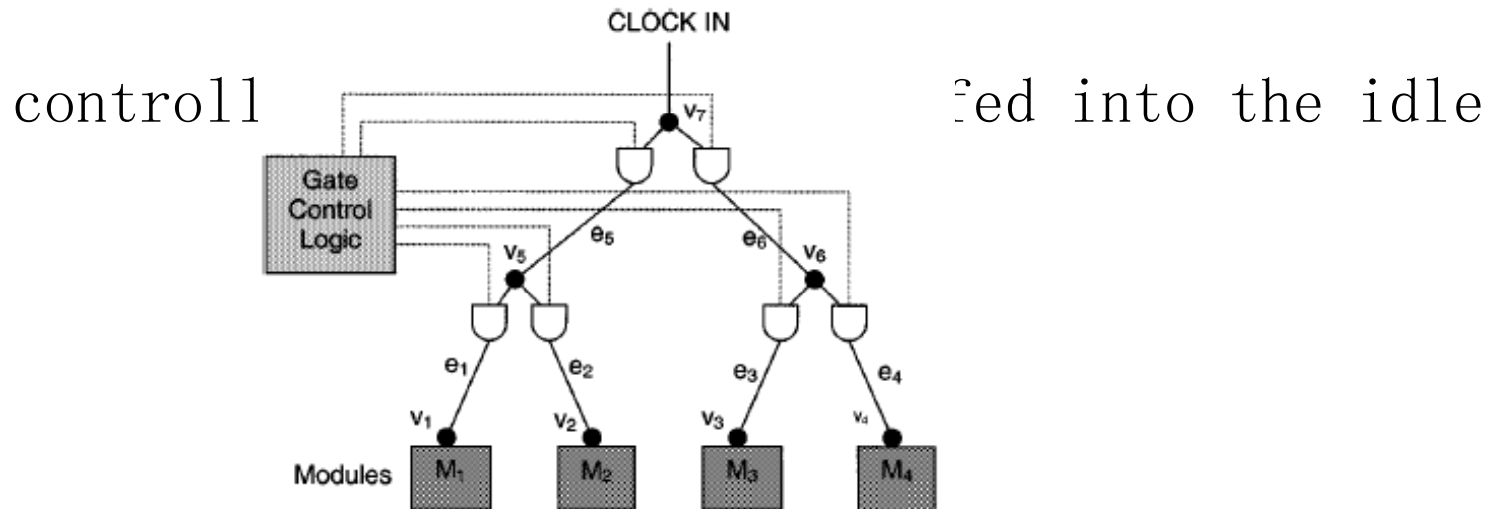 CLOCK IN
controll fed into the idle
v7
Gate
Control
Logic
e5 e6
v5 v6
e1 e2 e3 e4
v1 v2 v3 v4
Modules M1 M2 M3 M4